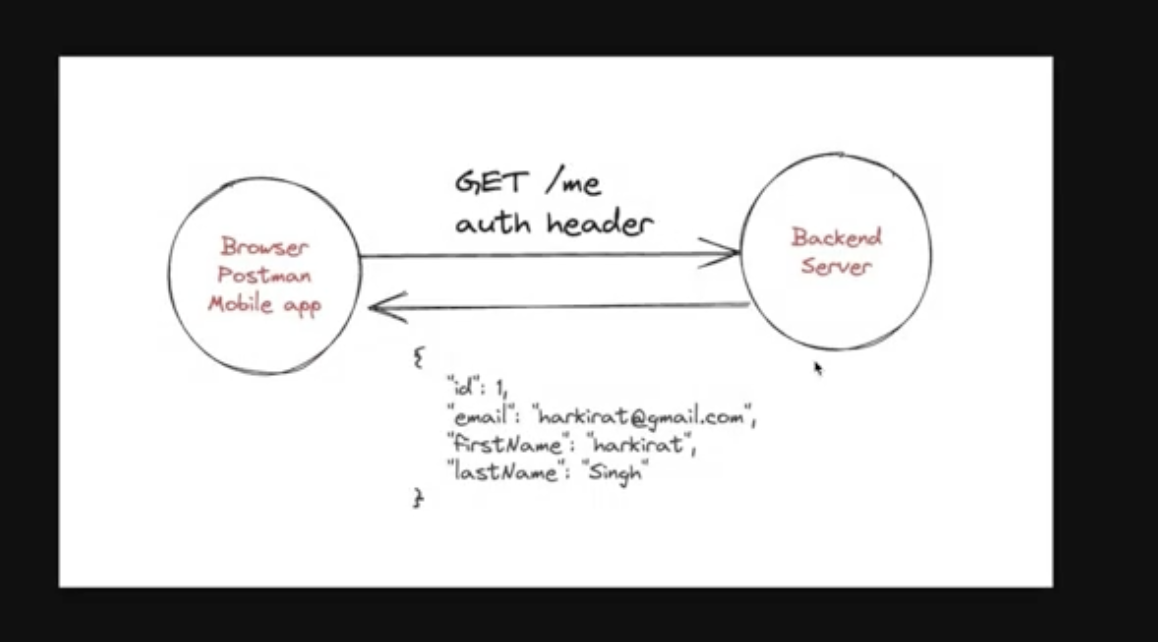 GET /me
auth header
Browser
Postman
Mobile app
Backend
Server
{
"id": 1,
"email": "harkirat@gmail.com",
"firstName": "harkirat",
"lastName": "Singh"
}